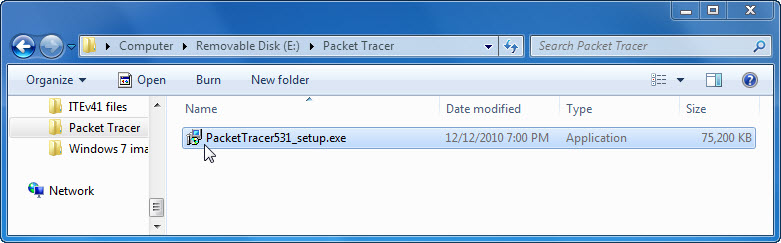 Computer Removable Disk (E:) Packet Tracer Search Packet Tracer
Organize Open Burn New folder
ITEv41 files
Packet Tracer
Windows 7 ima
Network
Name Date modified Type Size
PacketTracer531_setup.exe 12/12/2010 7:00 PM Application 75,200 KB